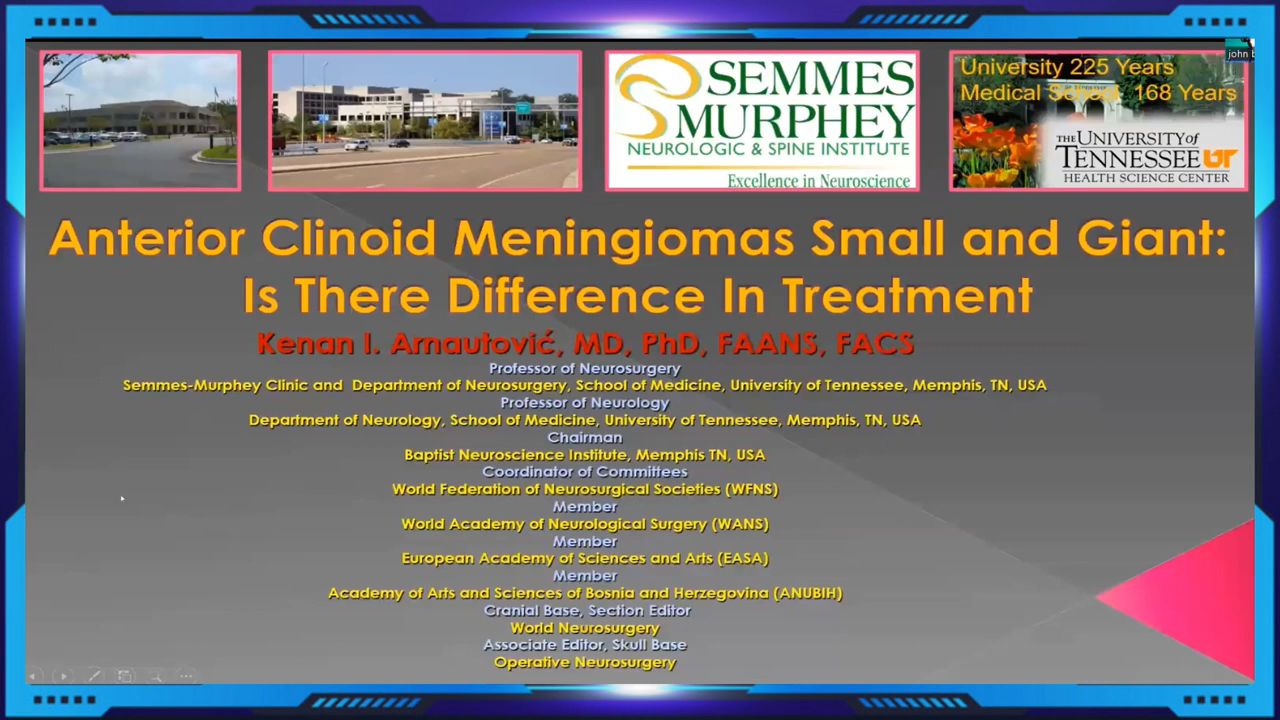 john b
SEMMES
MURPHEY
NEUROLOGIC & SPINE INSTITUTE
Excellence in Neuroscience
University 225 Years
Medical School 168 Years
THE UNIVERSITY of
TENNESSEE UT
HEALTH SCIENCE CENTER
Anterior Clinoid Meningiomas Small and Giant:
Is There Difference In Treatment
Kenan I. Arnautović, MD, PhD, FAANS, FACS
Professor of Neurosurgery
Semmes-Murphey Clinic and Department of Neurosurgery, School of Medicine, University of Tennessee, Memphis, TN, USA
Professor of Neurology
Department of Neurology, School of Medicine, University of Tennessee, Memphis, TN, USA
Chairman
Baptist Neuroscience Institute, Memphis TN, USA
Coordinator of Committees
World Federation of Neurosurgical Societies (WFNS)
Member
World Academy of Neurological Surgery (WANS)
Member
European Academy of Sciences and Arts (EASA)
Member
Academy of Arts and Sciences of Bosnia and Herzegovina (ANUBIH)
Cranial Base, Section Editor
World Neurosurgery
Associate Editor, Skull Base
Operative Neurosurgery